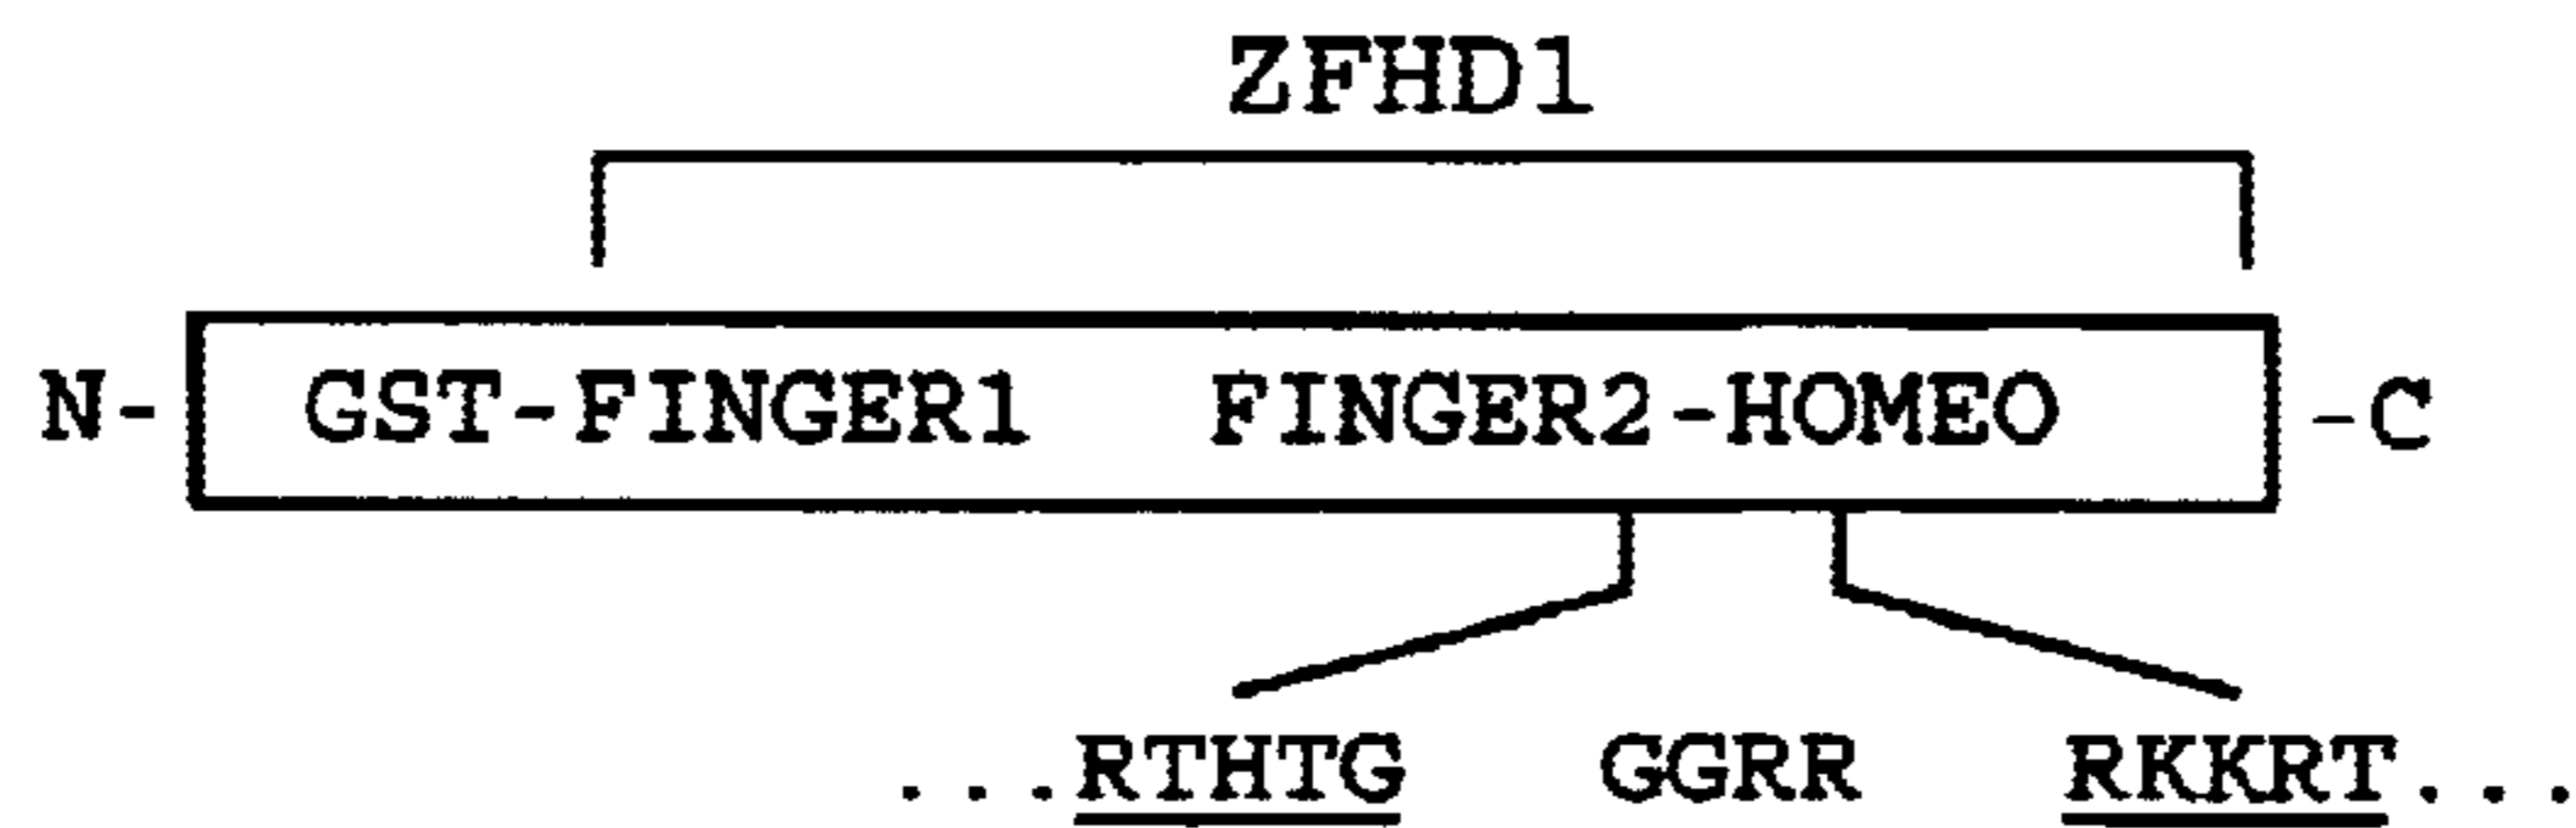 ZFHD1
N- GST-FINGER1 FINGER2-HOMEO -C
...RTHTG GGRR RKKRT...